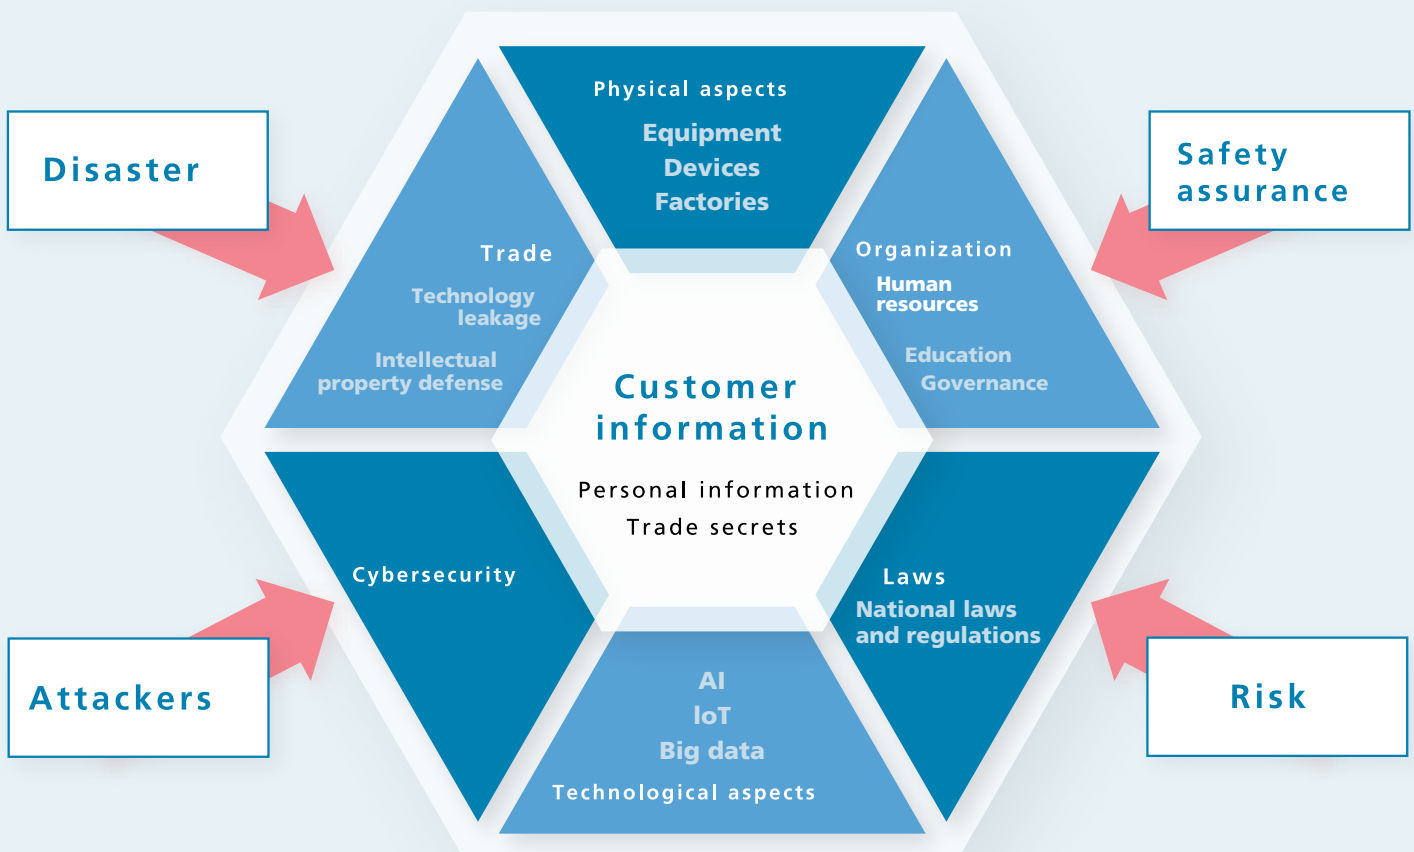 Physical aspects
Equipment
Devices
Factories
Disaster
Safety
assurance
Trade
Technology
leakage
Intellectual
property defense
Organization
Human
resources
Education
Governance
Customer
information
Personal information
Trade secrets
Cybersecurity
Laws
National laws
and regulations
Attackers
Risk
AI
IoT
Big data
Technological aspects